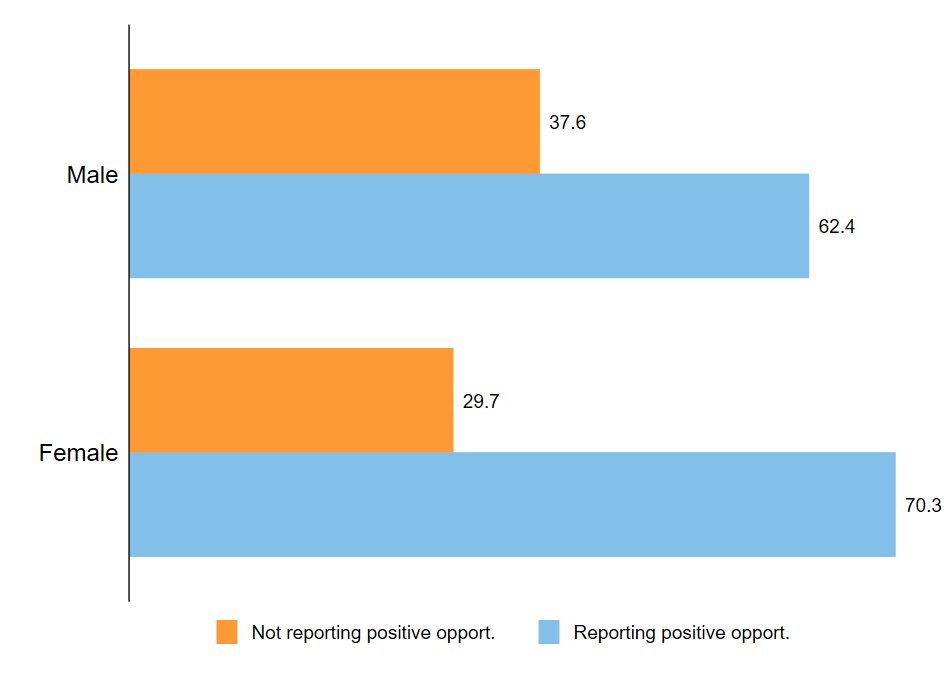 37.6
Male
62.4
29.7
Female
70.3
Not reporting positive opport. Reporting positive opport.